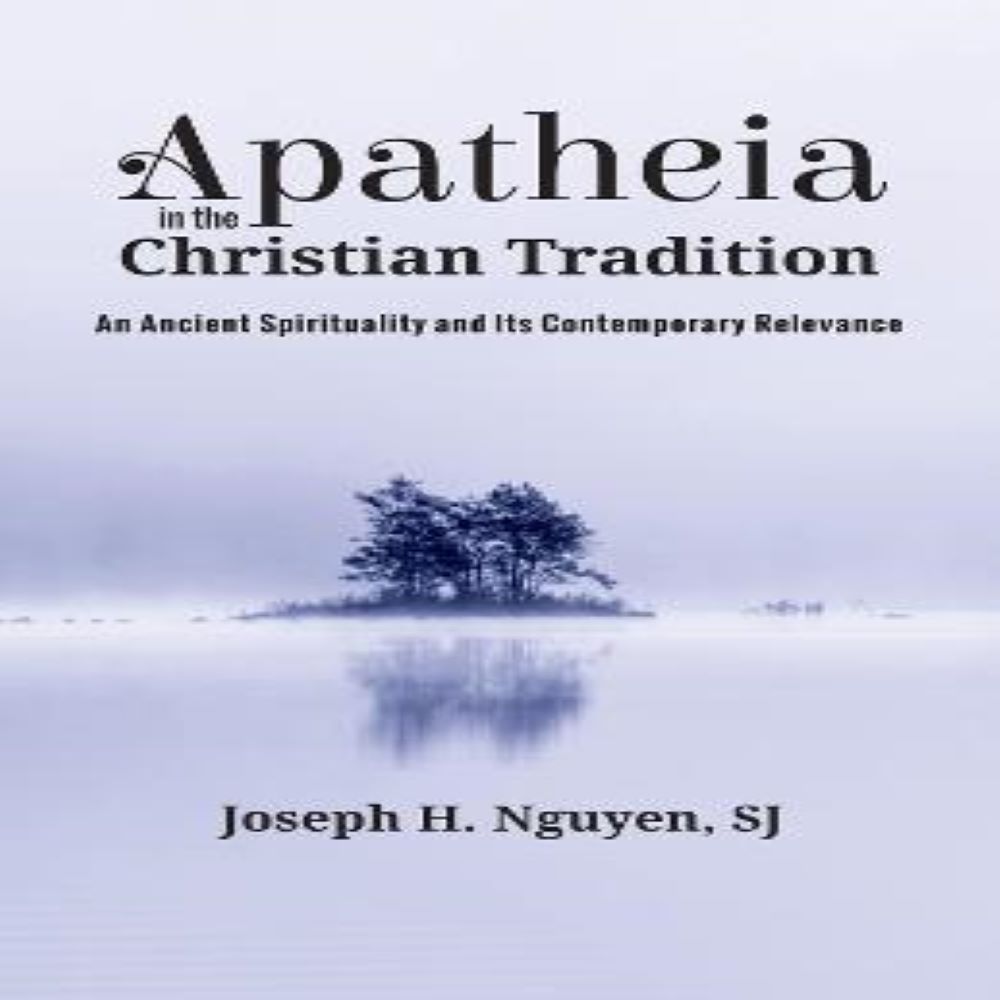 Apatheia
in the
Christian Tradition
An Ancient Spirituality and Its Contemporary Relevance
Joseph H. Nguyen, SJ